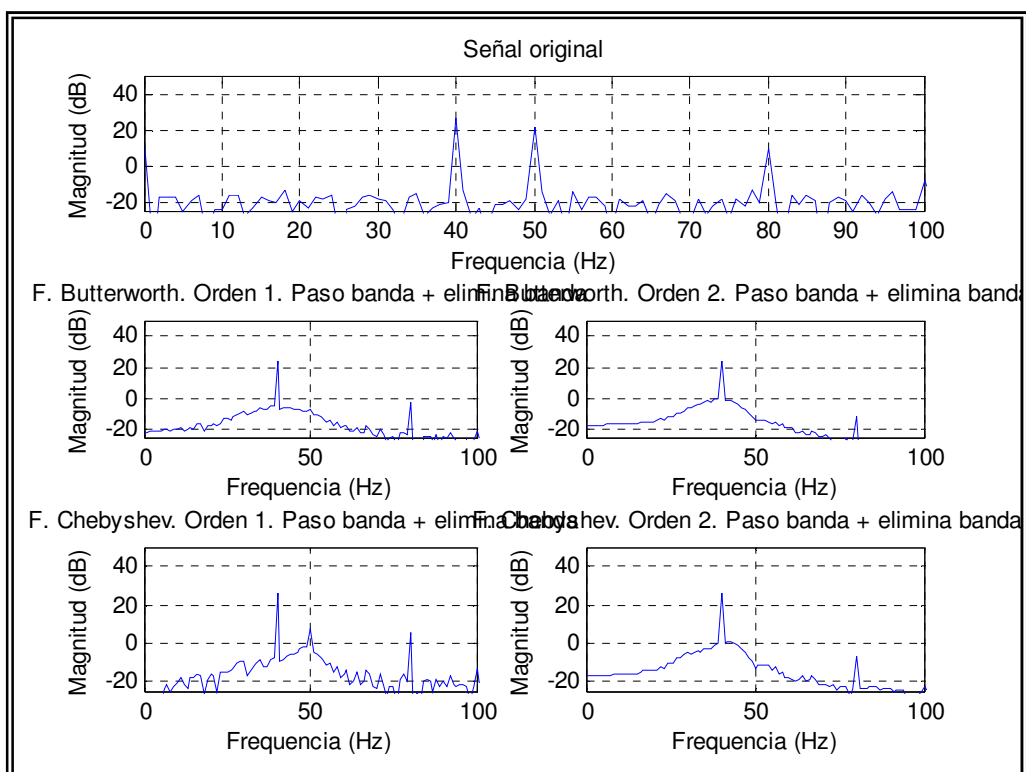 Señal original
Magnitud (dB)
40
20
0
-20
0 10 20 30 40 50 60 70 80 90 100
Frequencia (Hz)
F. Butterworth. Orden 1. Paso banda + elimina banda
Magnitud (dB)
40
20
0
-20
0 50 100
Frequencia (Hz)
F. Butterworth. Orden 2. Paso banda + elimina banda
Magnitud (dB)
40
20
0
-20
0 50 100
Frequencia (Hz)
F. Chebyshev. Orden 1. Paso banda + elimina banda
Magnitud (dB)
40
20
0
-20
0 50 100
Frequencia (Hz)
F. Chebyshev. Orden 2. Paso banda + elimina banda
Magnitud (dB)
40
20
0
-20
0 50 100
Frequencia (Hz)